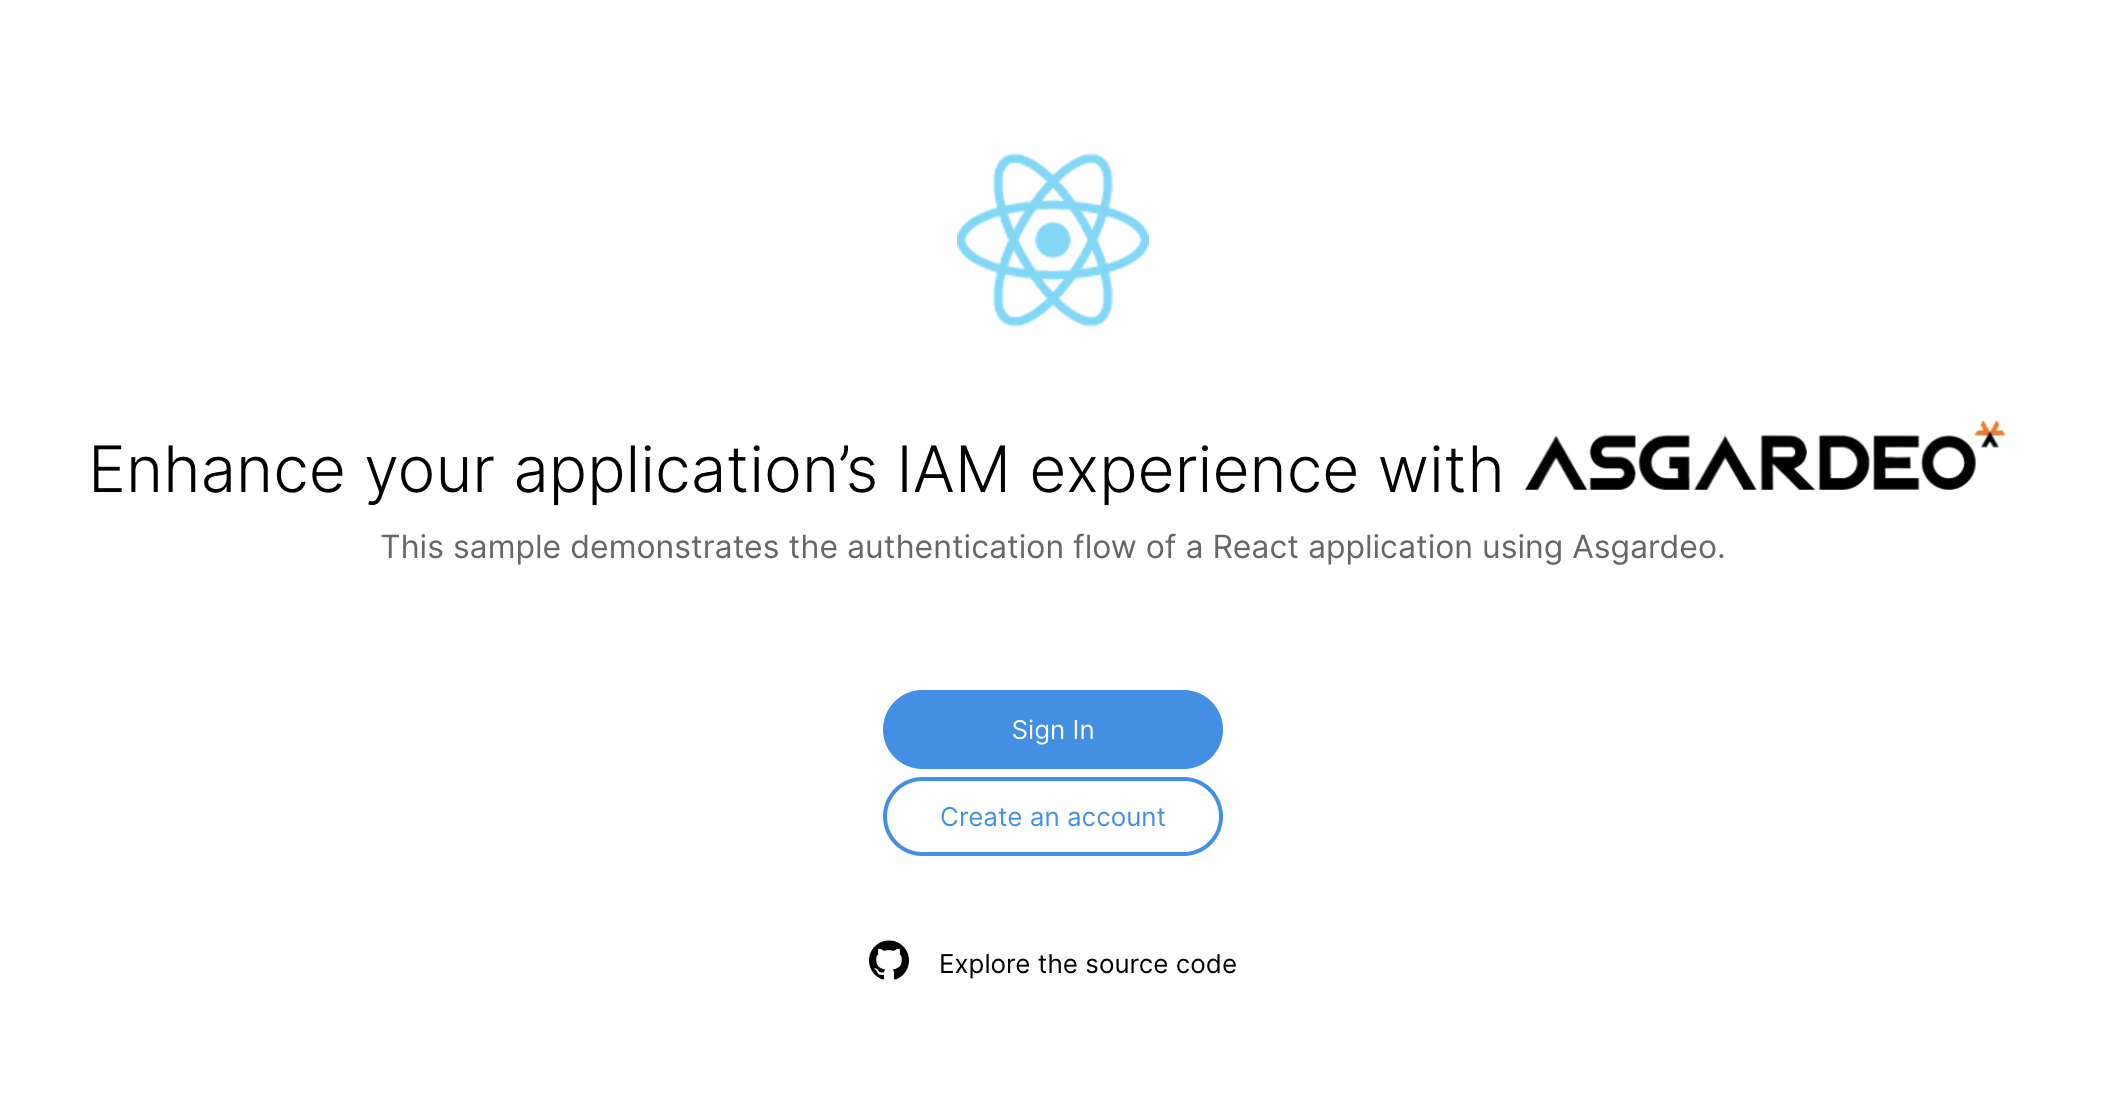 Enhance your application’s IAM experience with ASGARDEO
This sample demonstrates the authentication flow of a React application using Asgardeo.
Sign In
Create an account
Explore the source code